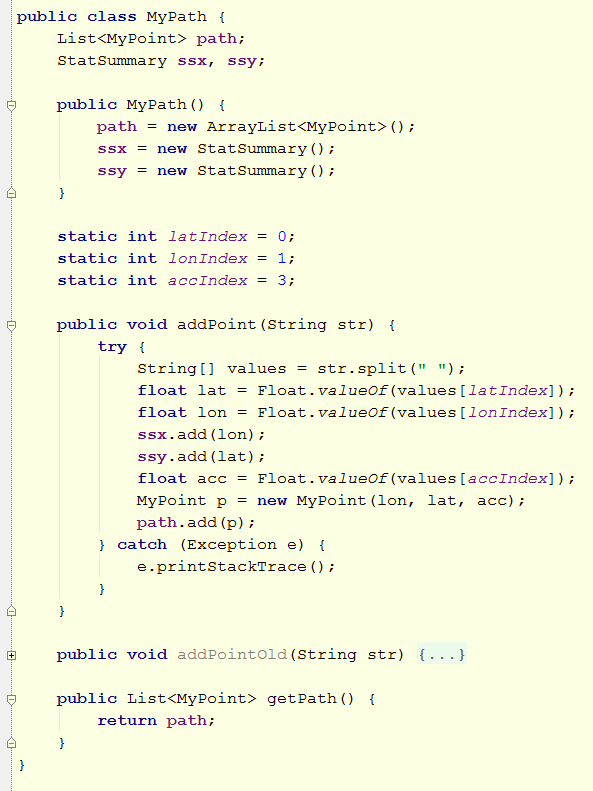 public class MyPath {
    List<MyPoint> path;
    StatSummary ssx, ssy;

    public MyPath() {
        path = new ArrayList<MyPoint>();
        ssx = new StatSummary();
        ssy = new StatSummary();
    }

    static int latIndex = 0;
    static int lonIndex = 1;
    static int accIndex = 3;

    public void addPoint(String str) {
        try {
            String[] values = str.split(" ");
            float lat = Float.valueOf(values[latIndex]);
            float lon = Float.valueOf(values[lonIndex]);
            ssx.add(lon);
            ssy.add(lat);
            float acc = Float.valueOf(values[accIndex]);
            MyPoint p = new MyPoint(lon, lat, acc);
            path.add(p);
        } catch (Exception e) {
            e.printStackTrace();
        }
    }

    public void addPointOld(String str) {...}

    public List<MyPoint> getPath() {
        return path;
    }
}